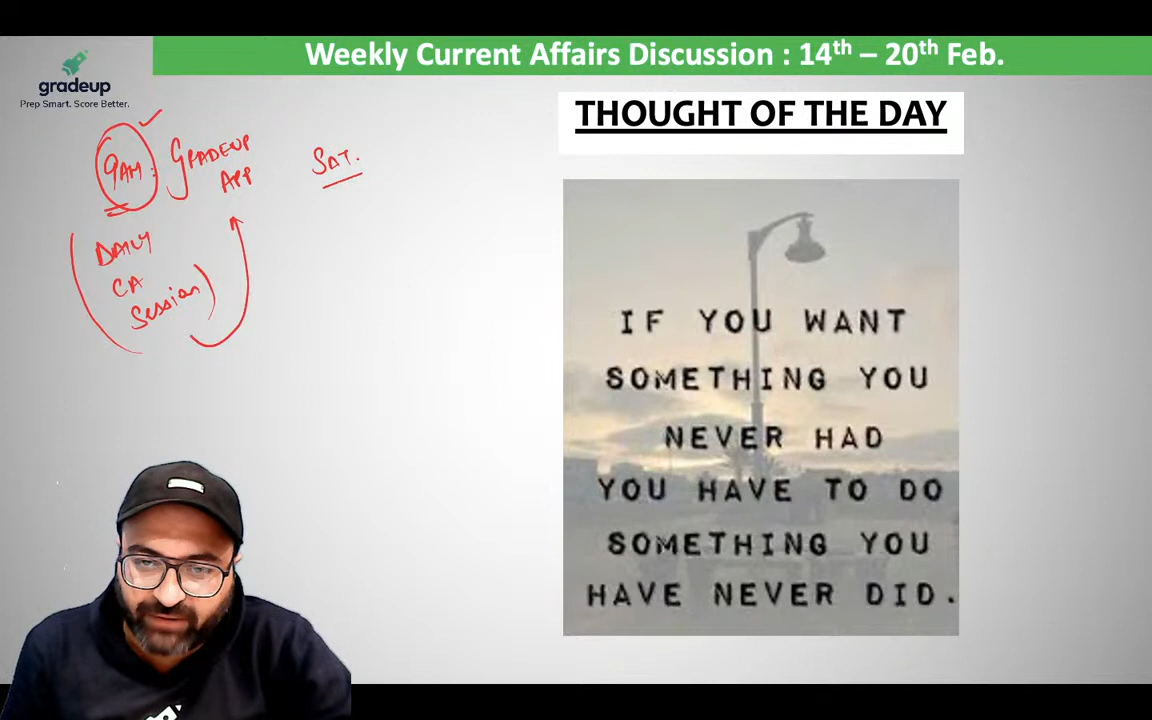 Weekly Current Affairs Discussion : 14th – 20th Feb.
gradeup
Prep Smart. Score Better.
THOUGHT OF THE DAY
9AM : GRADEUP
APP
SAT.
DAILY
CA
Session
IF YOU WANT
SOMETHING YOU
NEVER HAD
YOU HAVE TO DO
SOMETHING YOU
HAVE NEVER DID.